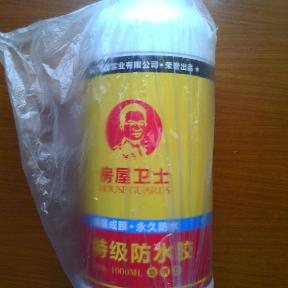 实业有限公司·荣誉出品
房屋卫士
HOUSE GUARDS
成膜·永久防水
特级防水胶
1000ML